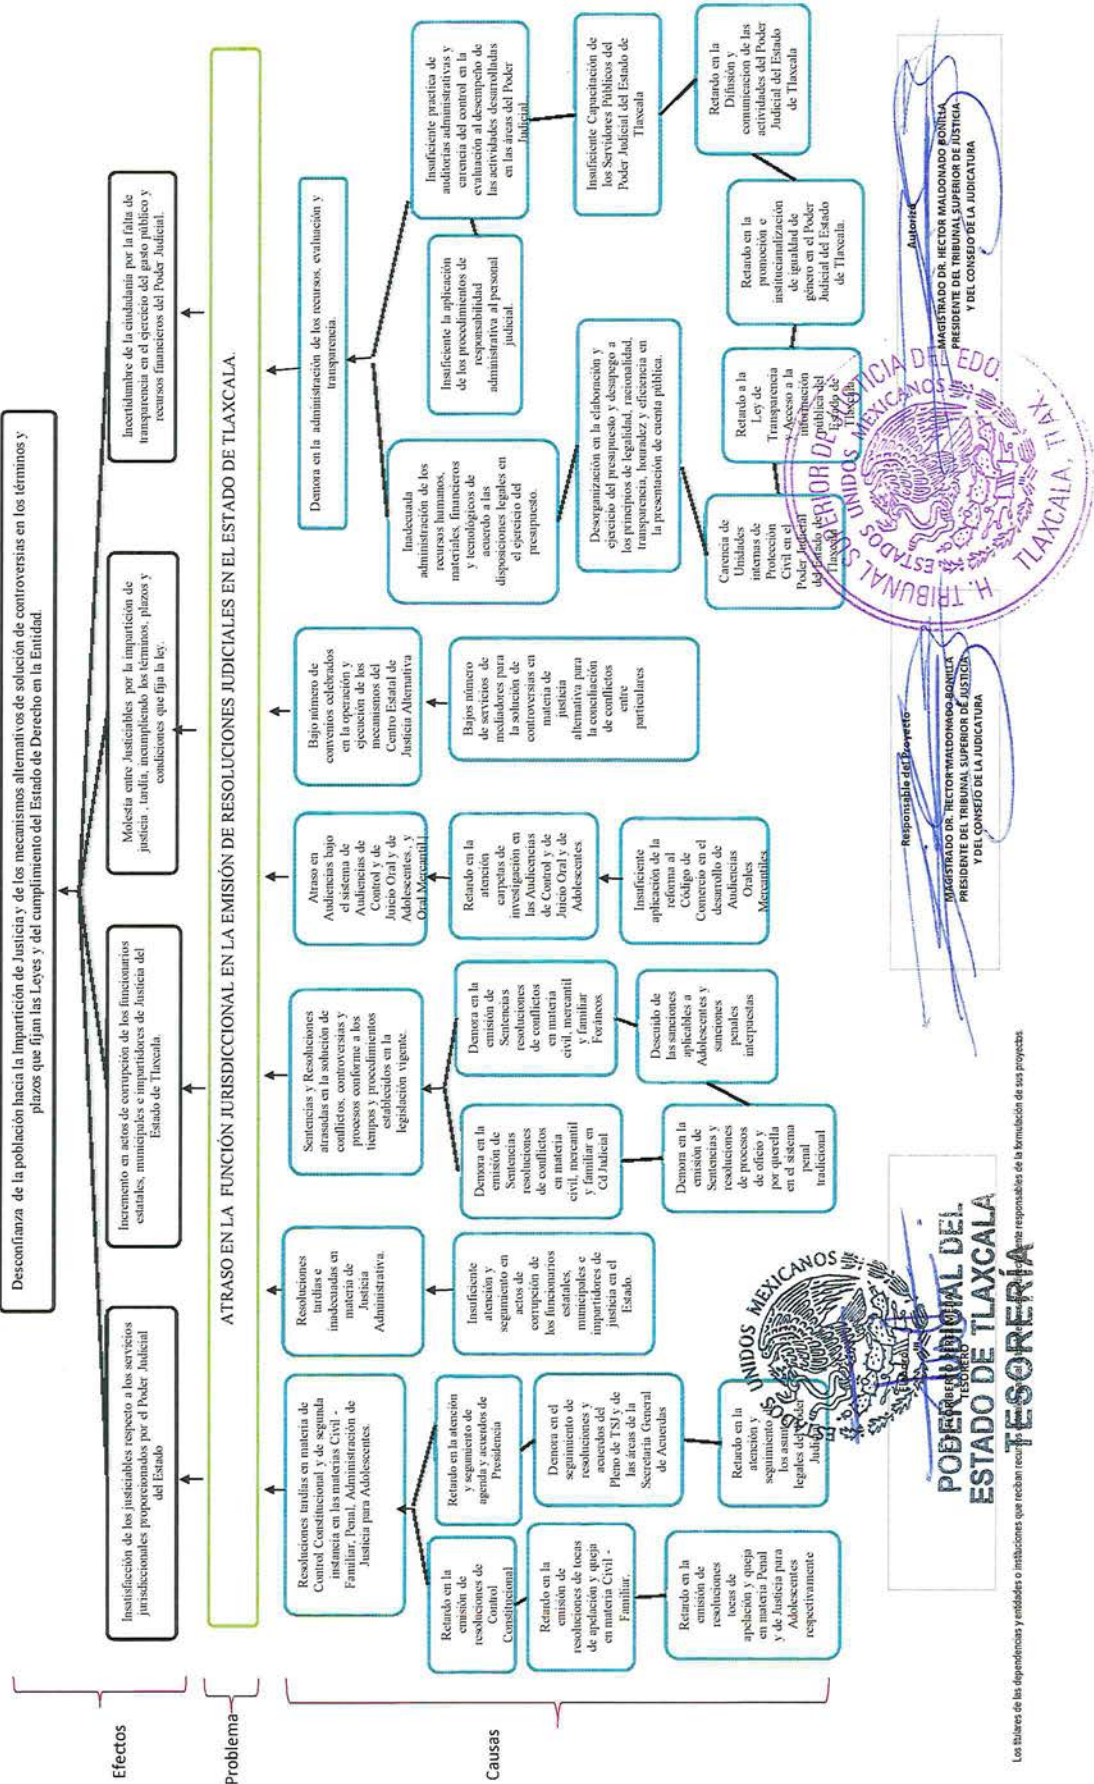 Efectos
Desconfianza de la población hacia la Impartición de Justicia y de los mecanismos alternativos de solución de controversias en los términos y
plazos que fijan las Leyes y del cumplimiento del Estado de Derecho en la Entidad.
Insatisfacción de los justiciables respecto a los servicios
jurisdiccionales proporcionados por el Poder Judicial
del Estado
Incremento en actos de corrupción de los funcionarios
estatales, municipales e impartidores de Justicia del
Estado de Tlaxcala.
Molestia entre Justiciables por la impartición de
justicia , tardía, incumpliendo los términos, plazos y
condiciones que fija la ley.
Incertidumbre de la ciudadanía por la falta de
transparencia en el ejercicio del gasto público y
recursos financieros del Poder Judicial.
Problema
ATRASO EN LA FUNCIÓN JURISDICCIONAL EN LA EMISIÓN DE RESOLUCIONES JUDICIALES EN EL ESTADO DE TLAXCALA.
Causas
Resoluciones tardías en materia de
Control Constitucional y de segunda
instancia en las materias Civil -
Familiar, Penal, Administración de
Justicia para Adolescentes.
Retardo en la
emisión de
resoluciones de
Control
Constitucional
Retardo en la atención
y seguimiento de
agenda y acuerdos de
Presidencia
Retardo en la
emisión de
resoluciones de tocas
de apelación y queja
en materia Civil -
Familiar.
Demora en el
seguimiento de
resoluciones y
acuerdos del
Pleno de TSJ y de
las áreas de la
Secretaría General
de Acuerdas
Retardo en la
emisión de
resoluciones
tocas de
apelación y queja
en materia Penal
y de Justicia para
Adolescentes
respectivamente
Retardo en la
atención y
seguimiento
los asuntos
legales del Poder
Judicial
Resoluciones
tardías e
inadecuadas en
materia de
Justicia
Administrativa.
Insuficiente
atención y
seguimiento en
actos de
corrupción de
los funcionarios
estatales,
municipales e
impartidores de
justicia en el
Estado.
Sentencias y Resoluciones
atrasadas en la solución de
conflictos, controversias y
procesos conforme a los
tiempos y procedimientos
establecidos en la
legislación vigente.
Demora en la
emisión de
Sentencias
resoluciones
de conflictos
en materia
civil, mercantil
y familiar en
Cd Judicial
Demora en la
emisión de
Sentencias
resoluciones
de conflictos
en materia
civil, mercantil
y familiar
Foráneos.
Demora en la
emisión de
Sentencias y
resoluciones
de procesos
de oficio y
por querella
en el sistema
penal
tradicional
Descuido de
las sanciones
aplicables a
Adolescentes y
sanciones
penales
interpuestas
Atraso en
Audiencias bajo
el sistema de
Audiencias de
Control y de
Juicio Oral y de
Adolescentes, y
Oral Mercantil
Retardo en la
atención
carpetas de
investigación en
las Audiencias
de Control y de
Juicio Oral y de
Adolescentes.
Insuficiente
aplicación de la
reforma al
Código de
Comercio en el
desarrollo de
Audiencias
Orales
Mercantiles
Bajo número de
convenios celebrados
en la operación y
ejecución de los
mecanismos del
Centro Estatal de
Justicia Alternativa
Bajos número
de servicios de
mediadores para
la solución de
controversias en
materia de
justicia
alternativa para
la conciliación
de conflictos
entre
particulares
Demora en la administración de los recursos, evaluación y
transparencia.
Inadecuada
administración de los
recursos humanos,
materiales, financieros
y tecnológicos de
acuerdo a las
disposiciones legales en
el ejercicio del
presupuesto.
Insuficiente la aplicación
de los procedimientos de
responsabilidad
administrativa al personal
judicial.
Insuficiente practica de
auditorías administrativas y
carencia del control en la
evaluación al desempeño de
las actividades desarrolladas
en las áreas del Poder
Judicial.
Desorganización en la elaboración y
ejercicio del presupuesto y desapego a
los principios de legalidad, racionalidad,
transparencia, honradez y eficiencia en
la presentación de cuenta pública.
Insuficiente Capacitación de
los Servidores Públicos del
Poder Judicial del Estado de
Tlaxcala
Carencia de
Unidades
internas de
Protección
Civil en el
Poder Judicial
del Estado de
Tlaxcala
Retardo a la
Ley de
Transparencia
y Acceso a la
información
pública del
Estado de
Tlaxcala
Retardo en la
promoción e
institucianalización
de igualdad de
género en el Poder
Judicial del Estado
de Tlaxcala.
Retardo en la
Difusión y
comunicacion de las
actividades del Poder
Judicial del Estado
de Tlaxcala
TESORERO
UNIDOS MEXICANOS
PODER JUDICIAL DEL
ESTADO DE TLAXCALA
TESORERÍA
Responsable del Proyecto
MAGISTRADO DR. HECTOR MALDONADO BONILLA
PRESIDENTE DEL TRIBUNAL SUPERIOR DE JUSTICIA
Y DEL CONSEJO DE LA JUDICATURA
Autoriza
MAGISTRADO DR. HECTOR MALDONADO BONILLA
PRESIDENTE DEL TRIBUNAL SUPERIOR DE JUSTICIA
Y DEL CONSEJO DE LA JUDICATURA
H. TRIBUNAL SUPERIOR DE JUSTICIA DEL EDO.
TLAXCALA, TLAX.
ESTADOS UNIDOS MEXICANOS
Los titulares de las dependencias y entidades o instituciones que reciban recursos responsables de la formulación de sus proyectos.